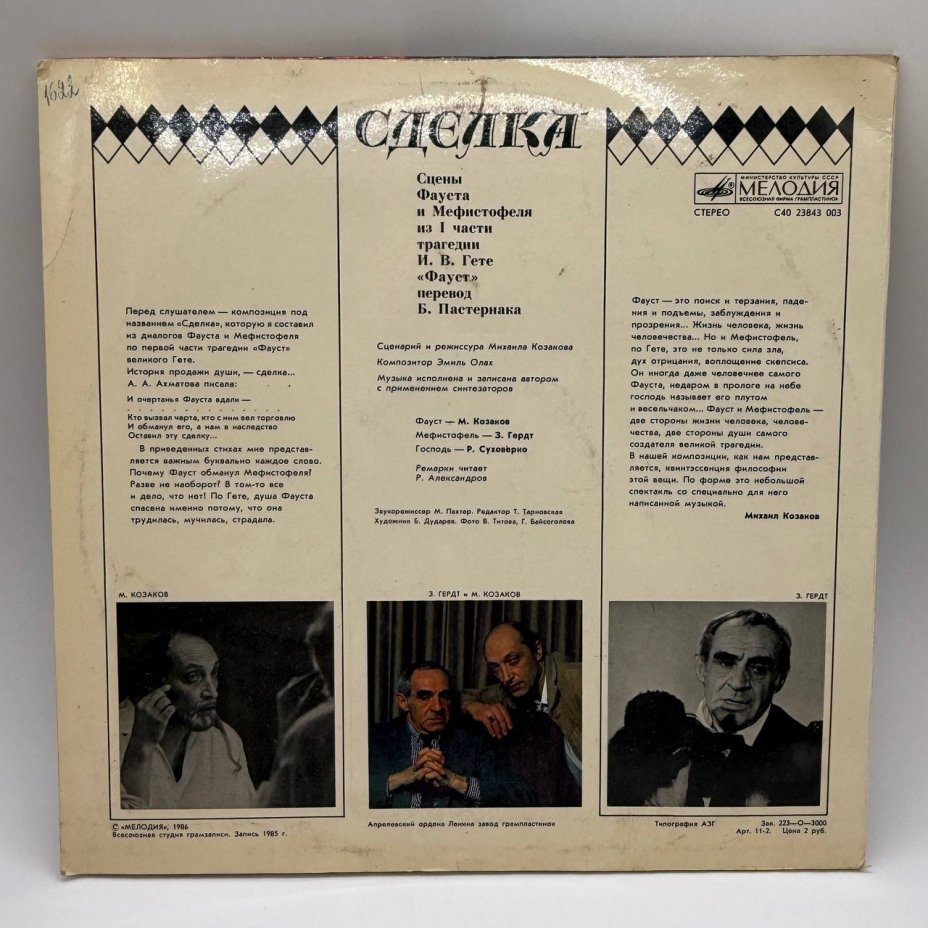 1622
СДЕЛКА
Сцены
Фауста
и Мефистофеля
из I части
трагедии
И. В. Гете
«Фауст»
перевод
Б. Пастернака
МИНИСТЕРСТВО КУЛЬТУРЫ СССР
МЕЛОДИЯ
ВСЕСОЮЗНАЯ ФИРМА ГРАМПЛАСТИНОК
СТЕРЕО С40 23843 003
Перед слушателем — композиция под
названием «Сделка», которую я составил
из диалогов Фауста и Мефистофеля
по первой части трагедии «Фауст»
великого Гете.
История продажи души, — сделка...
А. А. Ахматова писала:
И очертанья Фауста вдали —
. . . . . . . . . . . . . .
Кто вызвал черта, кто с ним вел торговлю
И обманул его, а нам в наследство
Оставил эту сделку...
В приведенных стихах мне представ-
ляется важным буквально каждое слово.
Почему Фауст обманул Мефистофеля?
Разве не наоборот? В том-то все
и дело, что нет! По Гете, душа Фауста
спасена именно потому, что она
трудилась, мучилась, страдала.
Сценарий и режиссура Михаила Козакова
Композитор Эмиль Олах
Музыка исполнена и записана автором
с применением синтезаторов
Фауст — М. Козаков
Мефистофель — З. Гердт
Господь — Р. Суховерко
Ремарки читает
Р. Александров
Звукорежиссер М. Пахтер. Редактор Т. Тарновская
Художник Б. Дударев. Фото В. Титова, Г. Байсоголова
Фауст — это поиск и терзания, паде-
ния и подъемы, заблуждения и
прозрения... Жизнь человека, жизнь
человечества... Но и Мефистофель,
по Гете, это не только сила зла,
дух отрицания, воплощение скепсиса.
Он иногда даже человечнее самого
Фауста, недаром в прологе на небе
господь называет его плутом
и весельчаком... Фауст и Мефистофель —
две стороны жизни человека, челове-
чества, две стороны души самого
создателя великой трагедии.
В нашей композиции, как нам представ-
ляется, квинтэссенция философии
этой вещи. По форме это небольшой
спектакль со специально для него
написанной музыкой.
Михаил Козаков
М. КОЗАКОВ
З. ГЕРДТ и М. КОЗАКОВ
З. ГЕРДТ
С «МЕЛОДИЯ», 1986
Всесоюзная студия грамзаписи. Запись 1985 г.
Апрелевский ордена Ленина завод грампластинок
Типография АЗГ
Зак. 223—О—3000
Арт. 11-2. Цена 2 руб.